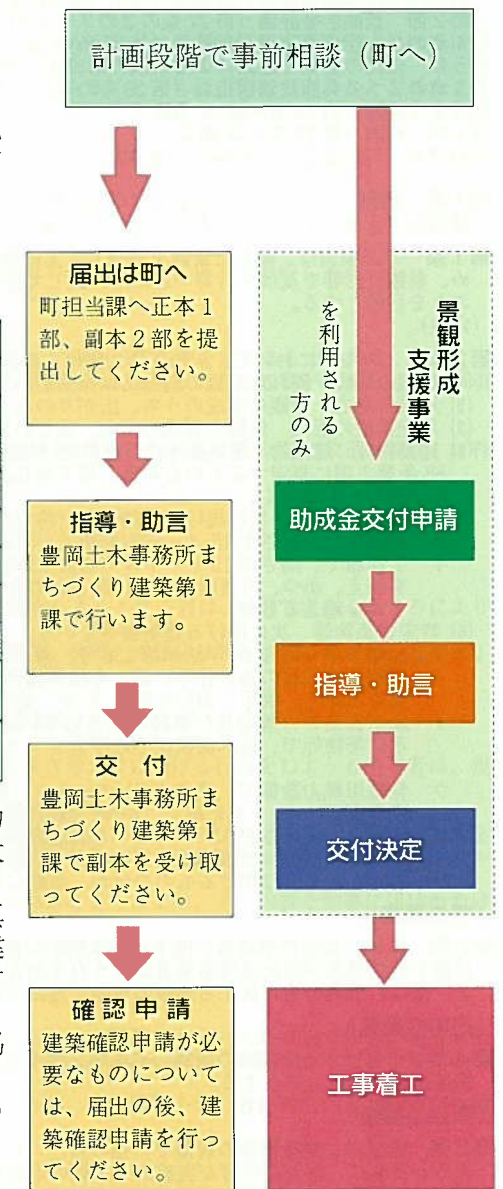 計画段階で事前相談（町へ）
届出は町へ
町担当課へ正本1
部、副本2部を提
出してください。
指導・助言
豊岡土木事務所ま
ちづくり建築第1
課で行います。
交 付
豊岡土木事務所ま
ちづくり建築第1
課で副本を受け取
ってください。
確認申請
建築確認申請が必
要なものについて
は、届出の後、建
築確認申請を行っ
てください。
景観形成
支援事業
を利用される
方のみ
助成金交付申請
指導・助言
交付決定
工事着工